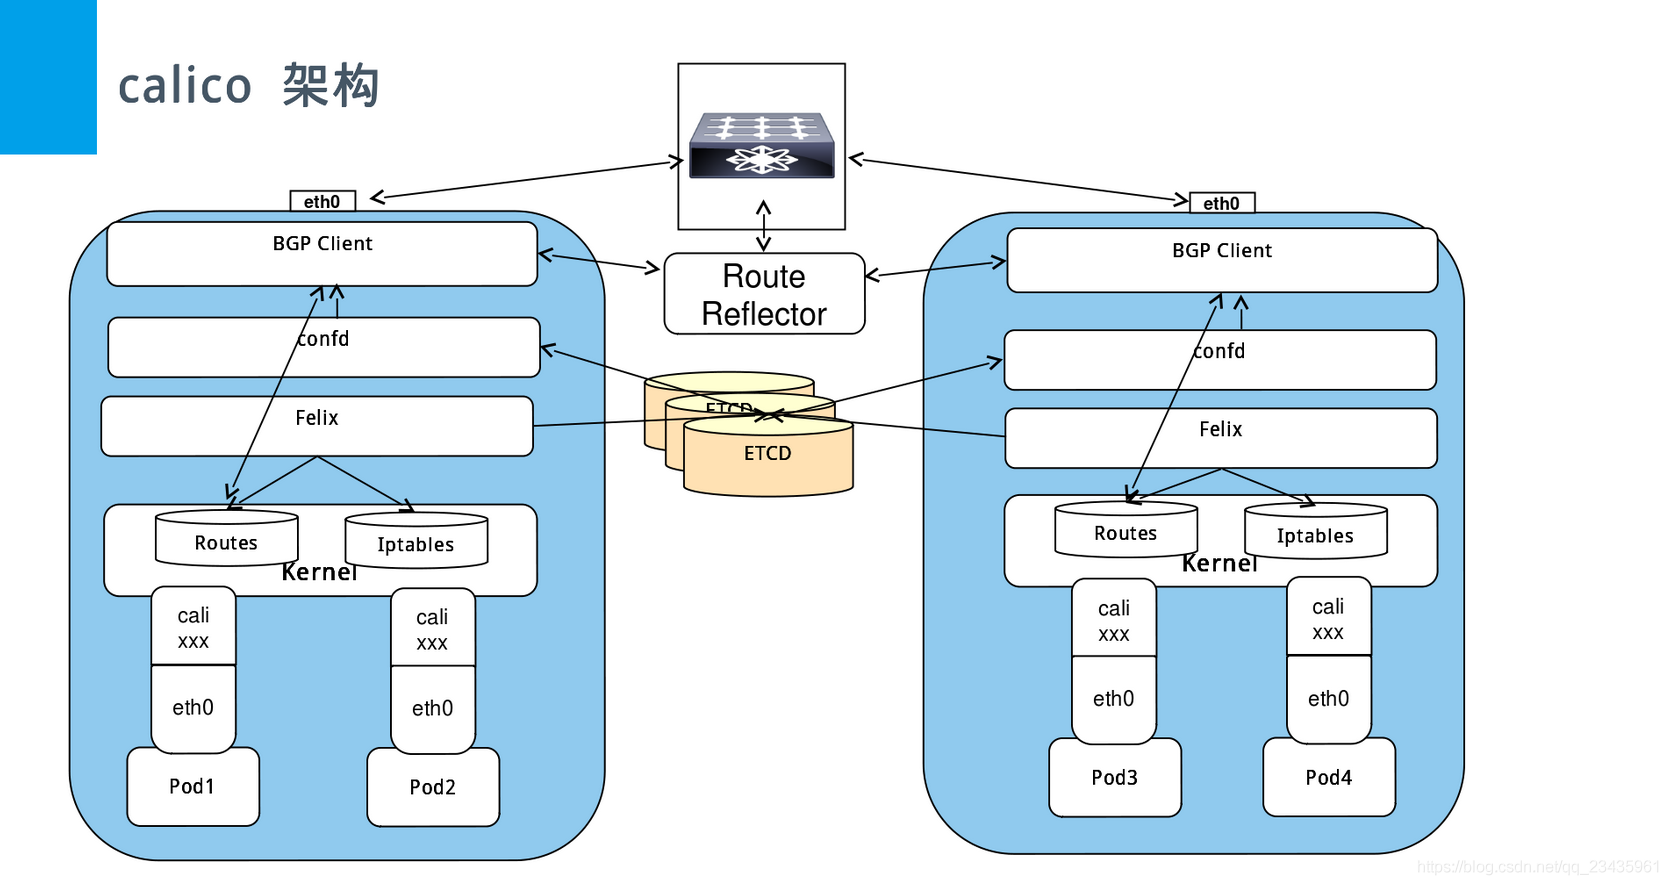 calico 架构
eth0
BGP Client
confd
Felix
Routes
Iptables
Kernel
cali
xxx
eth0
Pod1
cali
xxx
eth0
Pod2
Route
Reflector
ETCD
ETCD
eth0
BGP Client
confd
Felix
Routes
Iptables
Kernel
cali
xxx
eth0
Pod3
cali
xxx
eth0
Pod4
https://blog.csdn.net/qq_23435961